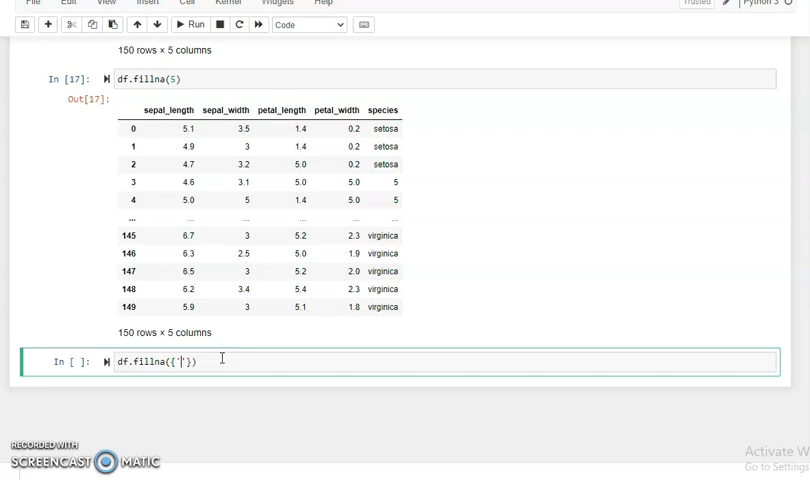 File Edit View Insert Cell Kernel Widgets Help Trusted Python 3
Run Code
150 rows × 5 columns
In [17]: df.fillna(5)
Out[17]:
sepal_length sepal_width petal_length petal_width species
0 5.1 3.5 1.4 0.2 setosa
1 4.9 3 1.4 0.2 setosa
2 4.7 3.2 5.0 0.2 setosa
3 4.6 3.1 5.0 5.0 5
4 5.0 5 1.4 5.0 5
... ... ... ... ... ...
145 6.7 3 5.2 2.3 virginica
146 6.3 2.5 5.0 1.9 virginica
147 6.5 3 5.2 2.0 virginica
148 6.2 3.4 5.4 2.3 virginica
149 5.9 3 5.1 1.8 virginica
150 rows × 5 columns
In [ ]: df.fillna({''})
RECORDED WITH
SCREENCAST MATIC
Activate W
Go to Settings